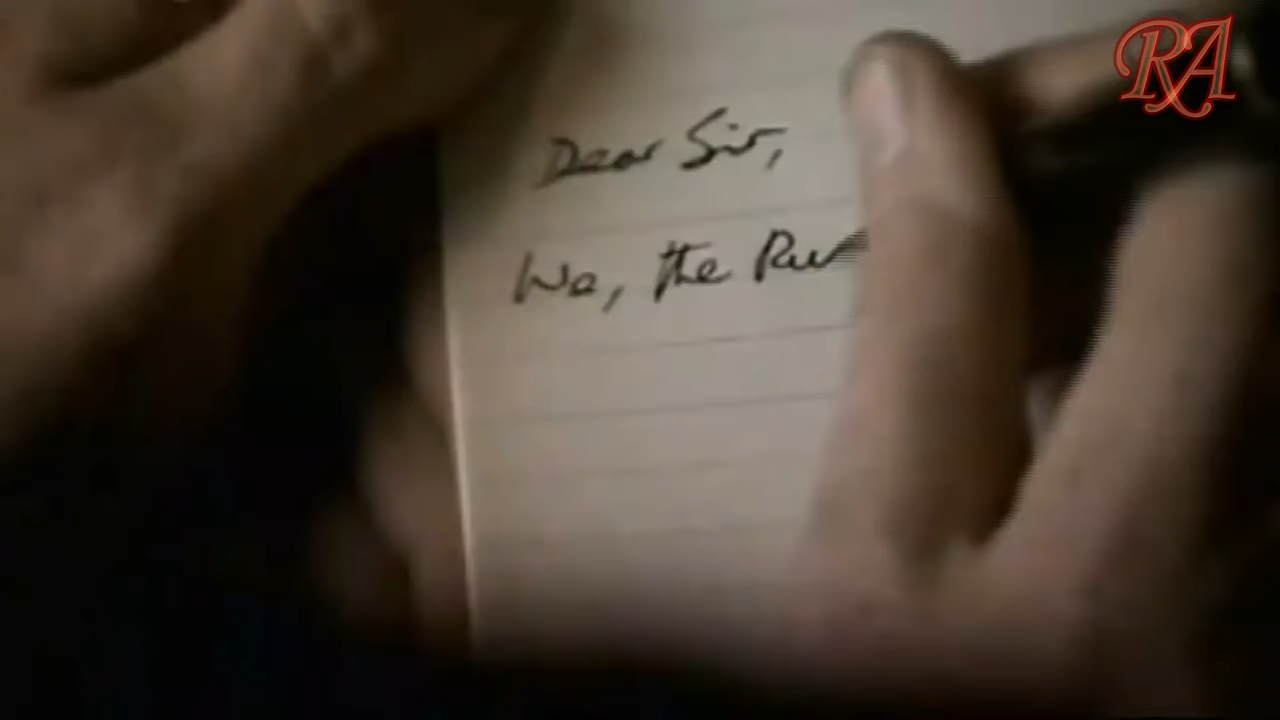 RA
Dear Sir,
We, the